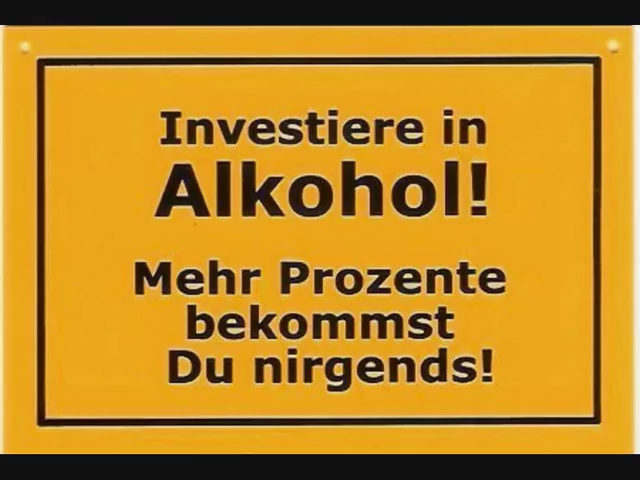 Investiere in
Alkohol!
Mehr Prozente
bekommst
Du nirgends!